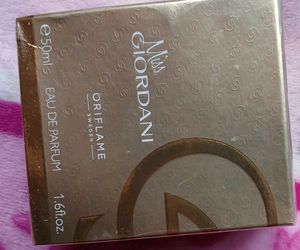 Miss
GIORDANI
ORIFLAME
SWEDEN
℮50ml
EAU DE PARFUM
1.6fl.oz.